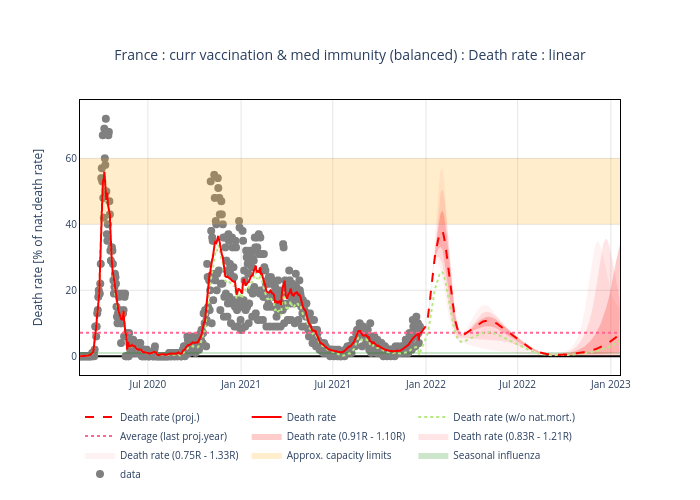 France : curr vaccination & med immunity (balanced) : Death rate : linear
Death rate [% of nat.death rate]
60
40
20
0
Jul 2020
Jan 2021
Jul 2021
Jan 2022
Jul 2022
Jan 2023
Death rate (proj.)
Death rate
Death rate (w/o nat.mort.)
Average (last proj.year)
Death rate (0.91R - 1.10R)
Death rate (0.83R - 1.21R)
Death rate (0.75R - 1.33R)
Approx. capacity limits
Seasonal influenza
data